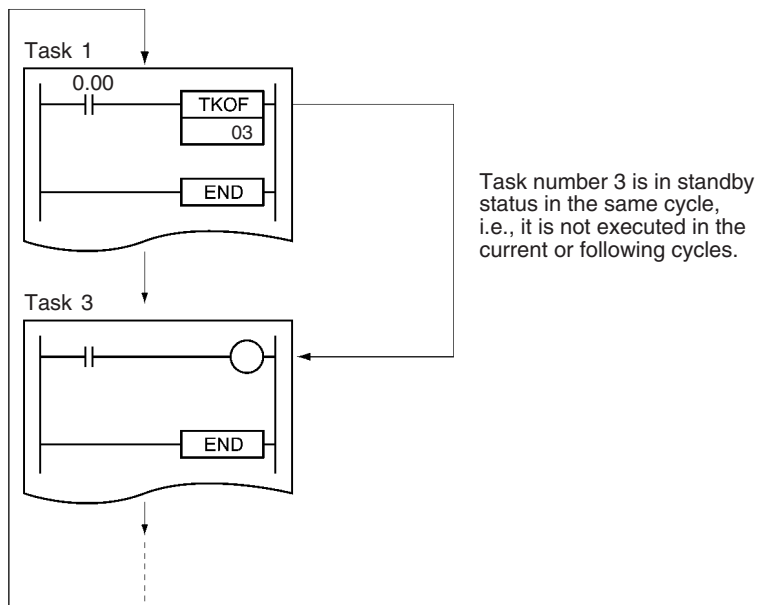 Task 1
0.00
TKOF
03
END
Task number 3 is in standby
status in the same cycle,
i.e., it is not executed in the
current or following cycles.
Task 3
END